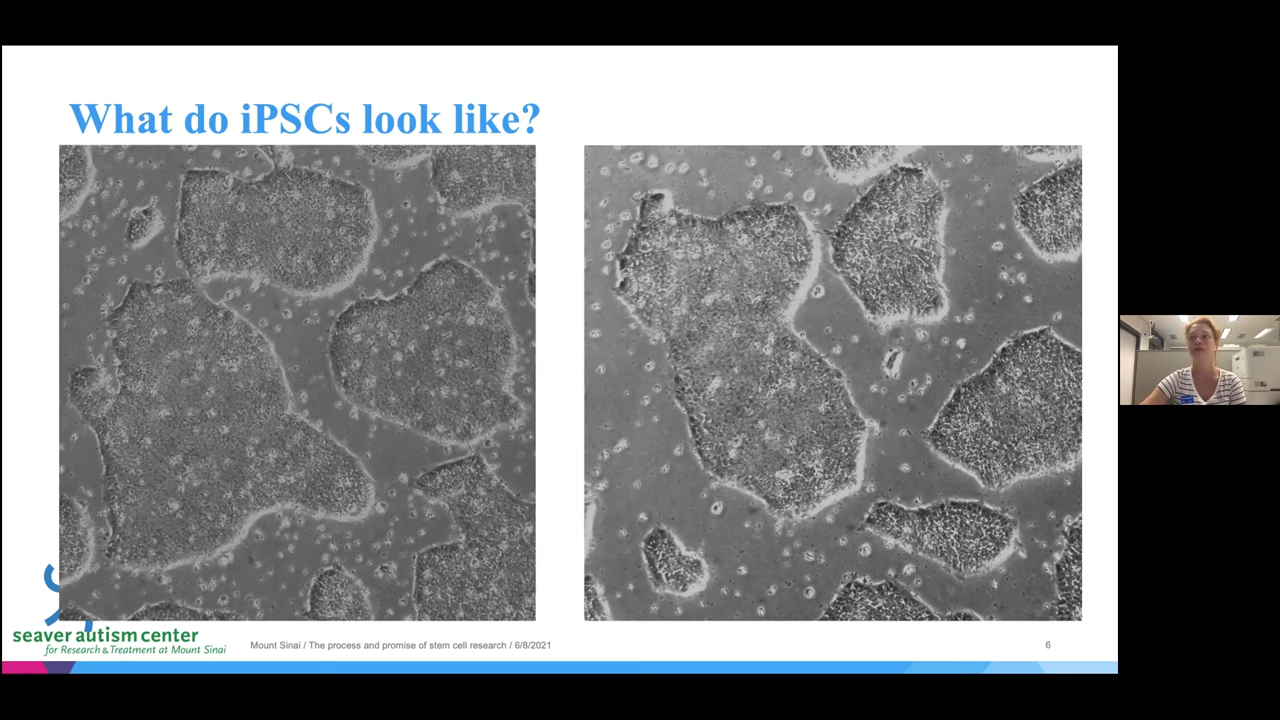 What do iPSCs look like?
seaver autism center
for Research & Treatment at Mount Sinai
Mount Sinai / The process and promise of stem cell research / 6/8/2021
6